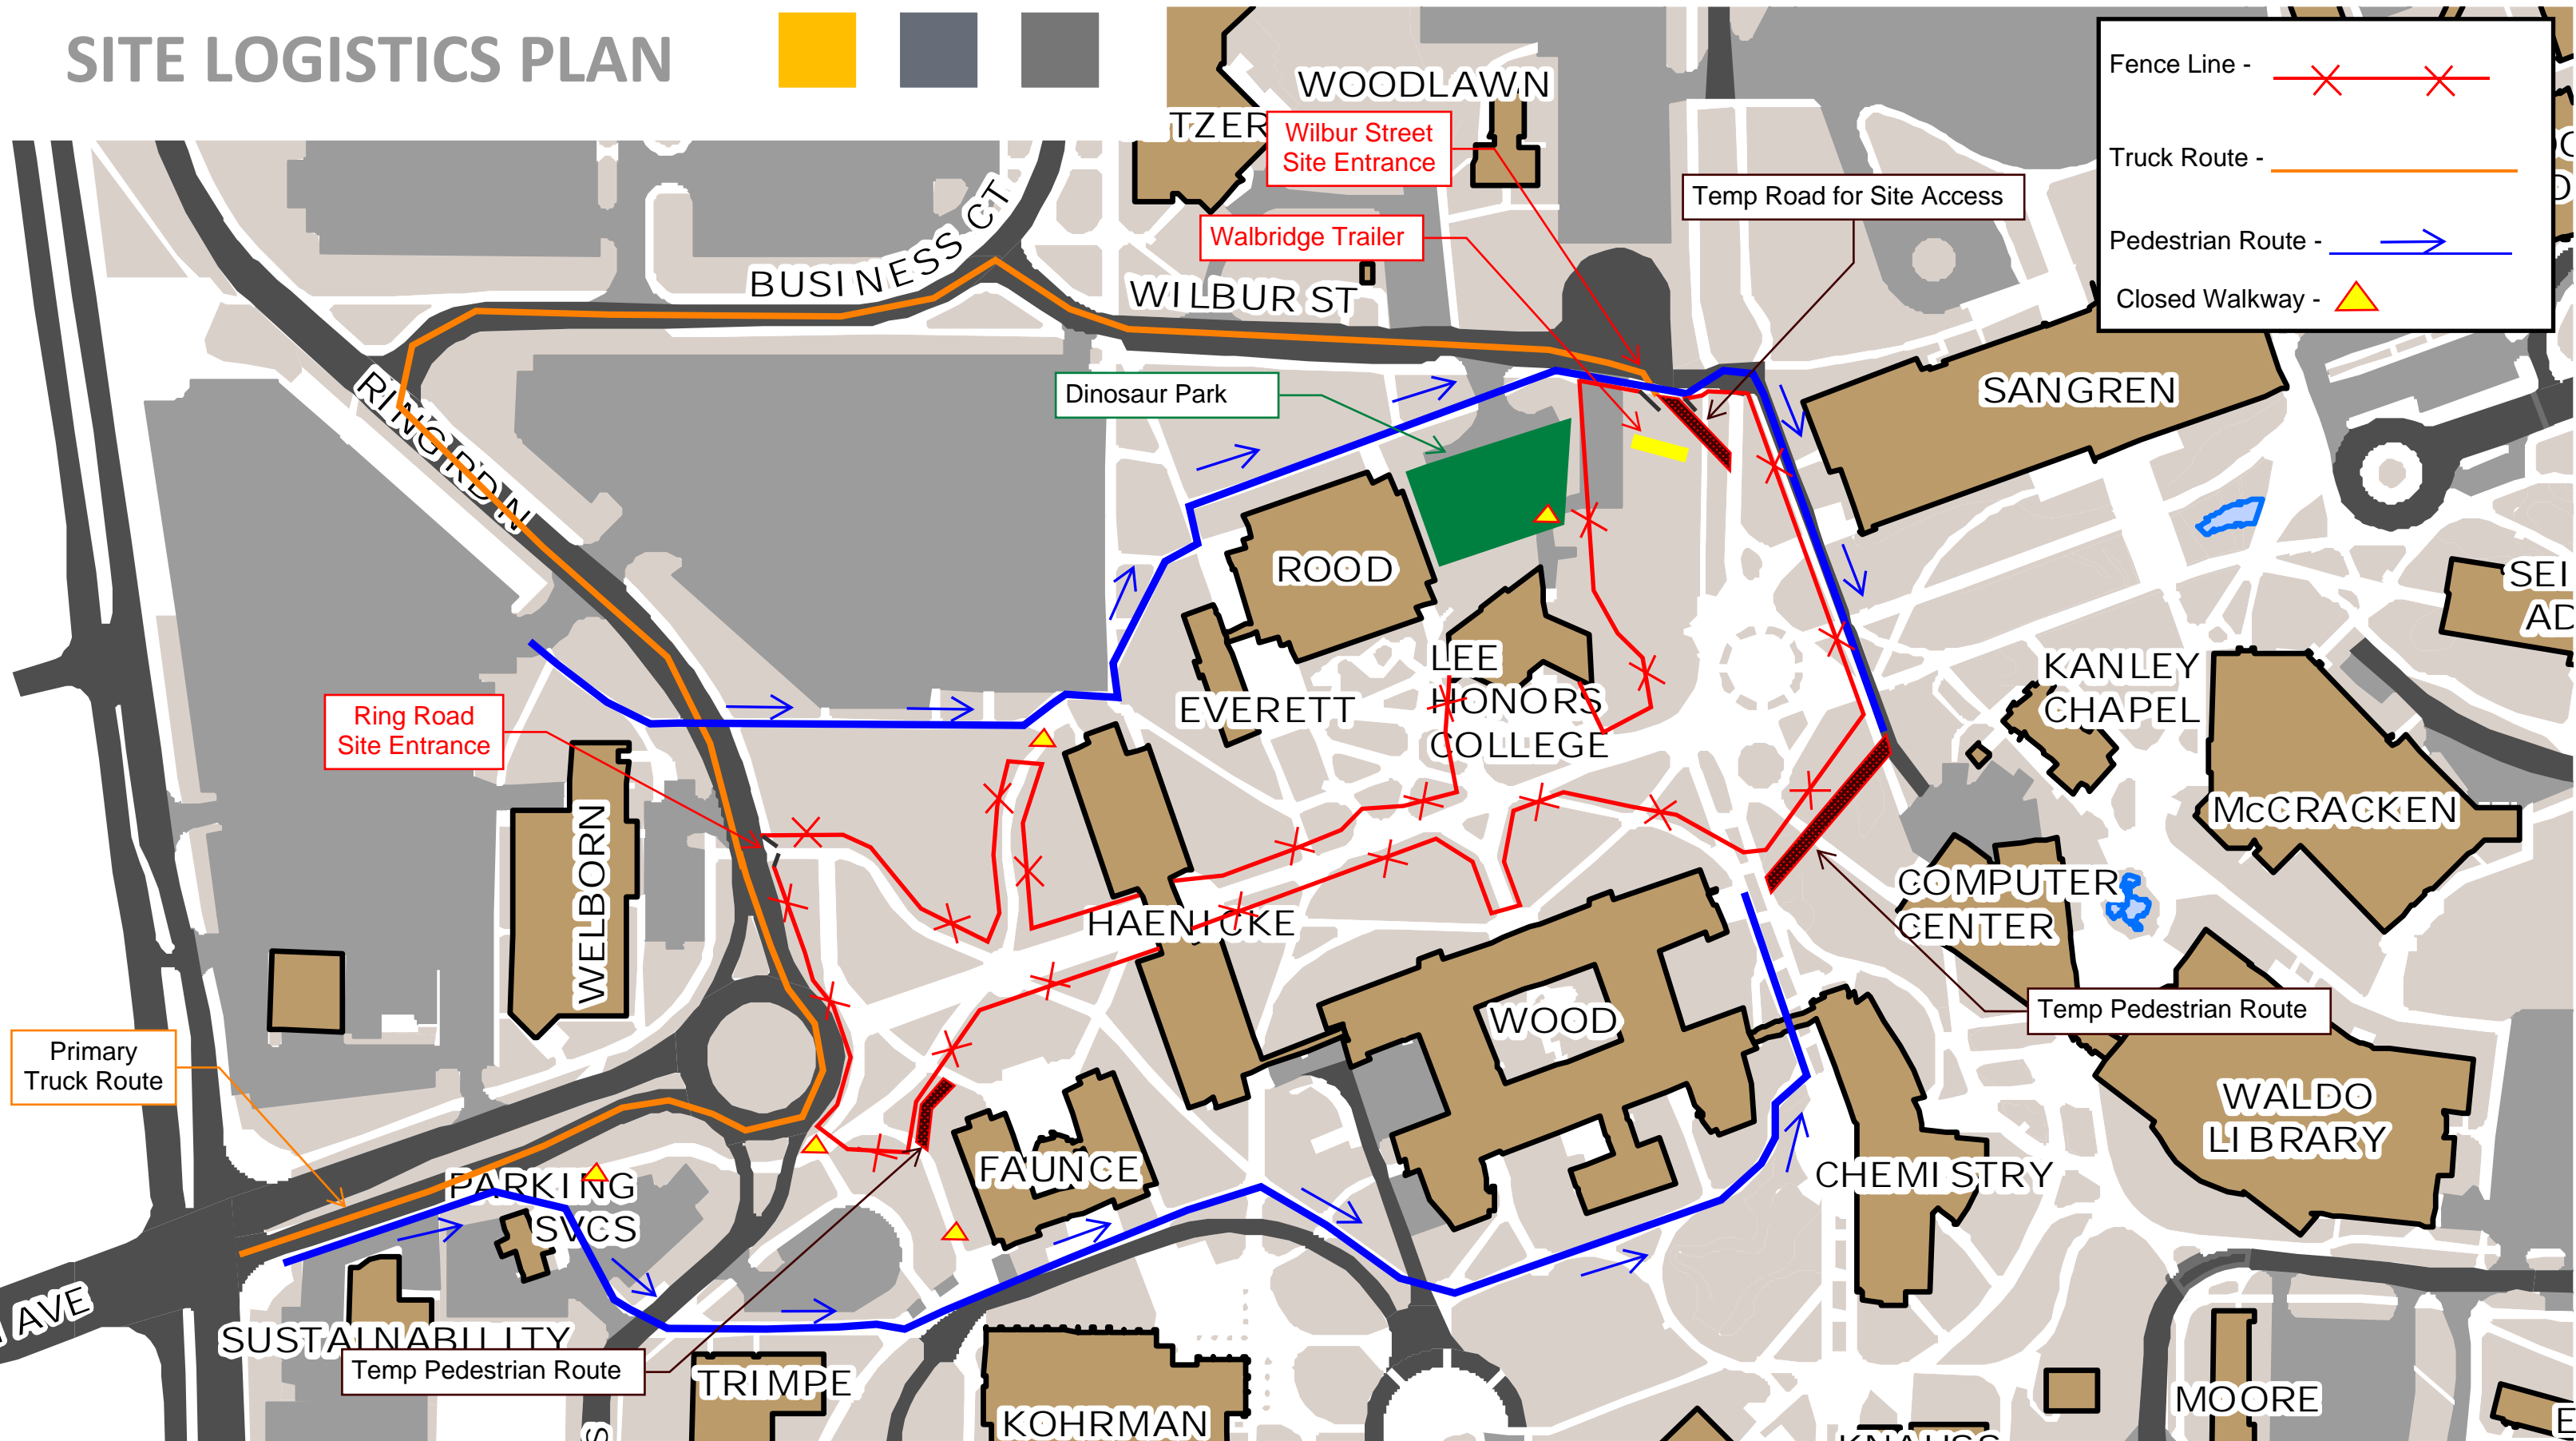 SITE LOGISTICS PLAN
Fence Line -
Truck Route -
Pedestrian Route -
Closed Walkway -
WOODLAWN
TZER
Wilbur Street
Site Entrance
Temp Road for Site Access
Walbridge Trailer
BUSINESS CT
WILBUR ST
Dinosaur Park
SANGREN
RING RD N
ROOD
SEI
AD
LEE
HONORS
COLLEGE
KANLEY
CHAPEL
EVERETT
Ring Road
Site Entrance
McCRACKEN
WELBORN
COMPUTER
CENTER
HAENICKE
WOOD
Temp Pedestrian Route
Primary
Truck Route
WALDO
LIBRARY
FAUNCE
CHEMISTRY
PARKING
SVCS
AVE
SUSTAINABILITY
Temp Pedestrian Route
TRIMPE
KOHRMAN
MOORE
KNAUSS
S